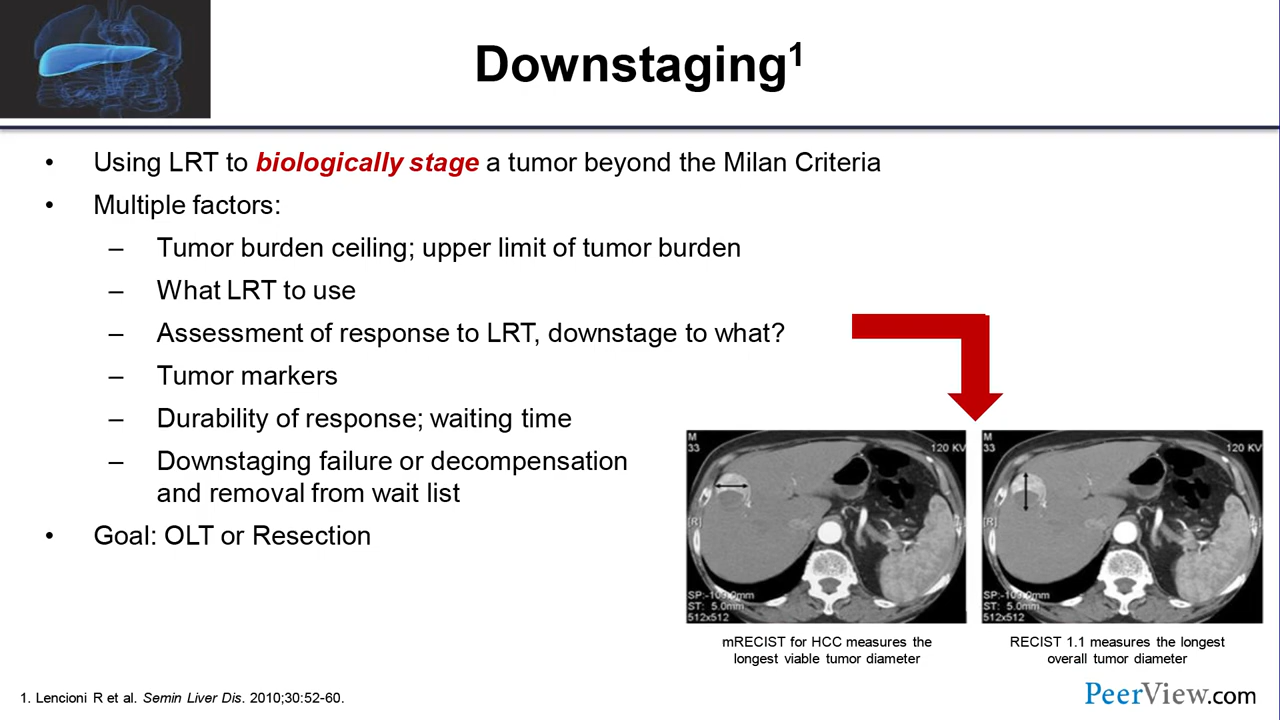 Downstaging1
• Using LRT to biologically stage a tumor beyond the Milan Criteria
• Multiple factors:
– Tumor burden ceiling; upper limit of tumor burden
– What LRT to use
– Assessment of response to LRT, downstage to what?
– Tumor markers
– Durability of response; waiting time
– Downstaging failure or decompensation
and removal from wait list
• Goal: OLT or Resection
M
33
120 KV
[R]
SP:-109.0mm
ST: 5.0mm
512x512
M
33
120 KV
[R]
SP:-109.0mm
ST: 5.0mm
512x512
mRECIST for HCC measures the
longest viable tumor diameter
RECIST 1.1 measures the longest
overall tumor diameter
1. Lencioni R et al. Semin Liver Dis. 2010;30:52-60.
PeerView.com